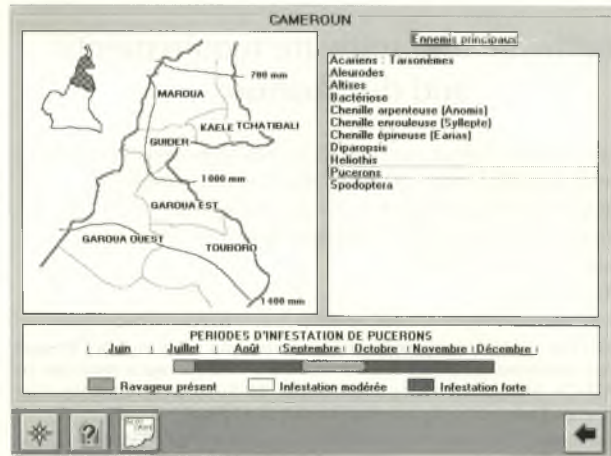 CAMEROUN
700 mm
MAROUA
KAELE TCHATIBALI
GUIDER
1 000 mm
GAROUA EST
GAROUA OUEST
TOUBORO
1 400 mm
Ennemis principaux
Acariens : Tarsonèmes
Aleurodes
Altises
Bactériose
Chenille arpenteuse (Anomis)
Chenille enrouleuse (Syllepte)
Chenille épineuse (Earias)
Diparopsis
Heliothis
Pucerons
Spodoptera
PERIODES D'INFESTATION DE PUCERONS
Juin Juillet Août Septembre Octobre Novembre Décembre
Ravageur présent Infestation modérée Infestation forte
?